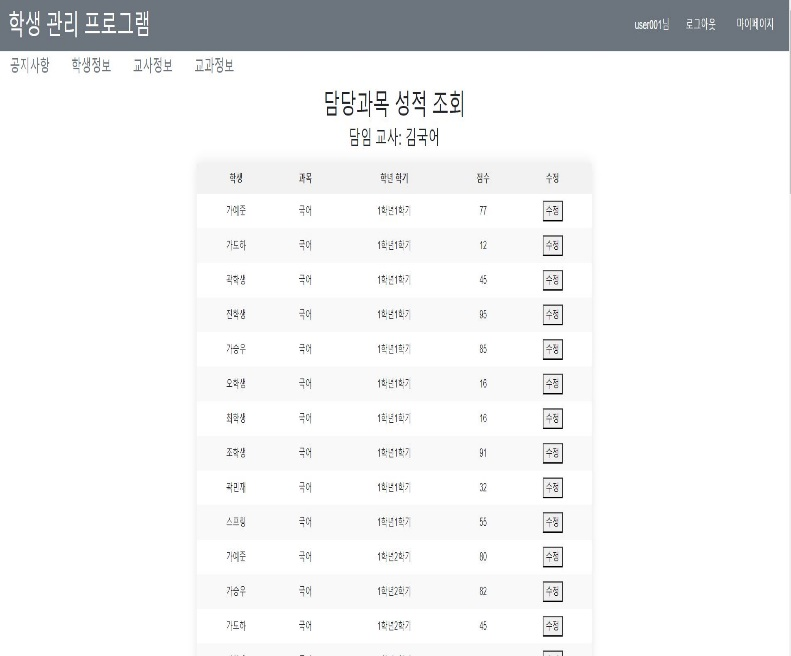 학생 관리 프로그램 user001님 로그아웃 마이페이지
공지사항 학생정보 교사정보 교과정보
담당과목 성적 조회
담임 교사: 김국어
학생 과목 학년 학기 점수 수정
가예준 국어 1학년1학기 77 수정
가도하 국어 1학년1학기 12 수정
곽학생 국어 1학년1학기 45 수정
진학생 국어 1학년1학기 95 수정
가승우 국어 1학년1학기 85 수정
오학생 국어 1학년1학기 16 수정
최학생 국어 1학년1학기 16 수정
조학생 국어 1학년1학기 91 수정
곽민재 국어 1학년1학기 32 수정
스프링 국어 1학년1학기 55 수정
가예준 국어 1학년2학기 80 수정
가승우 국어 1학년2학기 82 수정
가도하 국어 1학년2학기 45 수정